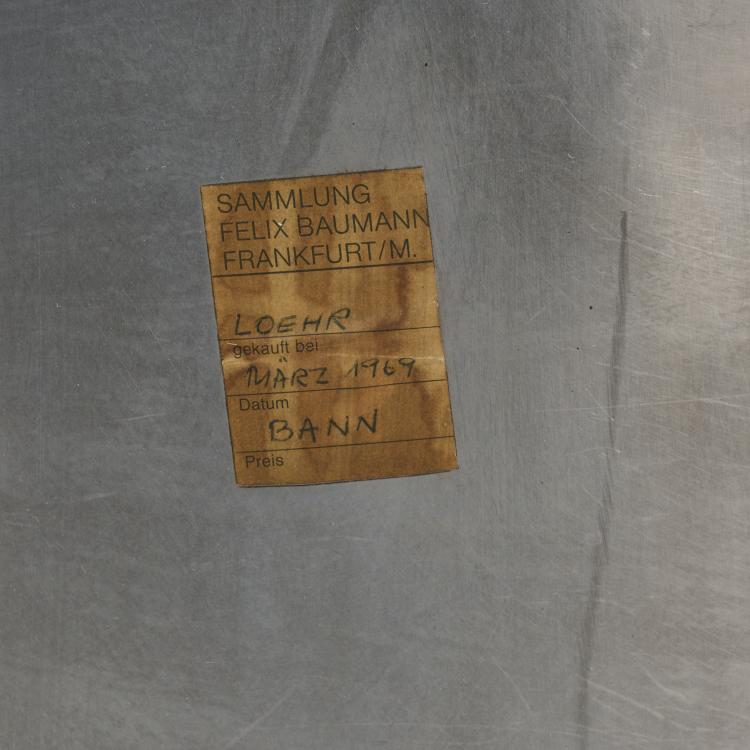 SAMMLUNG
FELIX BAUMANN
FRANKFURT/M.
LOEHR
gekauft bei
MÄRZ 1969
Datum
BANN
Preis